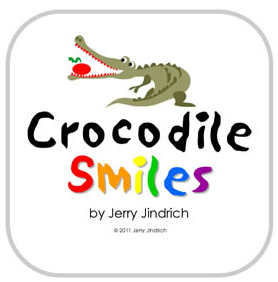 Crocodile
Smiles
by Jerry Jindrich
© 2011 Jerry Jindrich